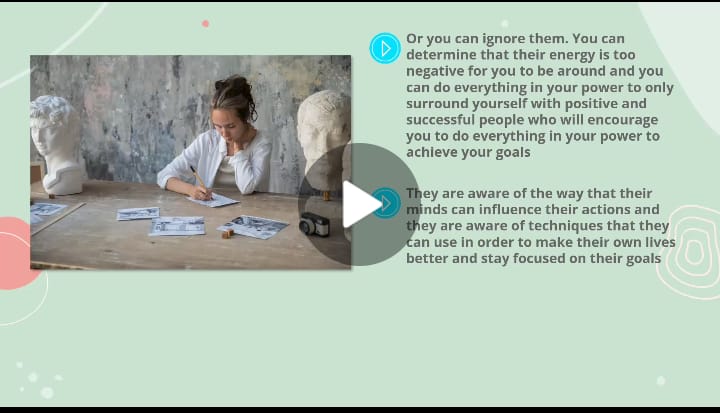 Or you can ignore them. You can
determine that their energy is too
negative for you to be around and you
can do everything in your power to only
surround yourself with positive and
successful people who will encourage
you to do everything in your power to
achieve your goals
They are aware of the way that their
minds can influence their actions and
they are aware of techniques that they
can use in order to make their own lives
better and stay focused on their goals